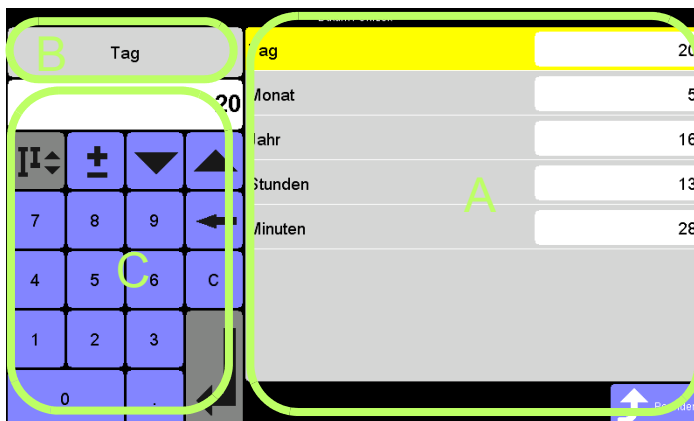 B
Tag
20
7 8 9
4 5 6 C
1 2 3
0 .
A
C
Tag 20
Monat 5
Jahr 16
Stunden 13
Minuten 28